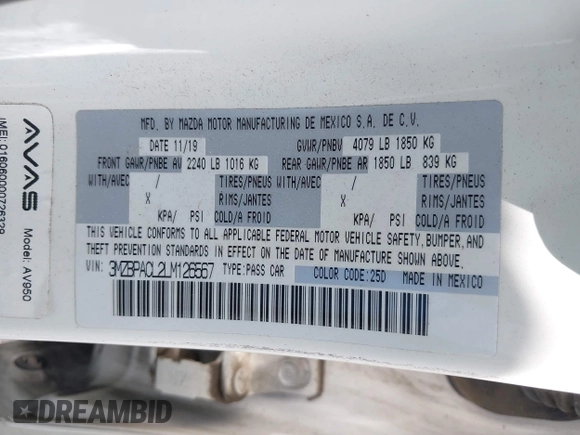 MFD. BY MAZDA MOTOR MANUFACTURING DE MEXICO S.A. DE C.V.
DATE 11/19 GVWR/PNBV 4079 LB 1850 KG
FRONT GAWR/PNBE AV 2240 LB 1016 KG REAR GAWR/PNBE AR 1850 LB 839 KG
WITH/AVEC / TIRES/PNEUS WITH/AVEC / TIRES/PNEUS
X RIMS/JANTES X RIMS/JANTES
KPA/ PSI COLD/A FROID KPA/ PSI COLD/A FROID
THIS VEHICLE CONFORMS TO ALL APPLICABLE FEDERAL MOTOR VEHICLE SAFETY, BUMPER, AND
THEFT PREVENTION STANDARDS IN EFFECT ON THE DATE OF MANUFACTURE SHOWN ABOVE.
VIN: 3MZBPACL2LM126567 TYPE:PASS CAR COLOR CODE:25D MADE IN MEXICO
AVAS
Model: AV950
DREAMBID